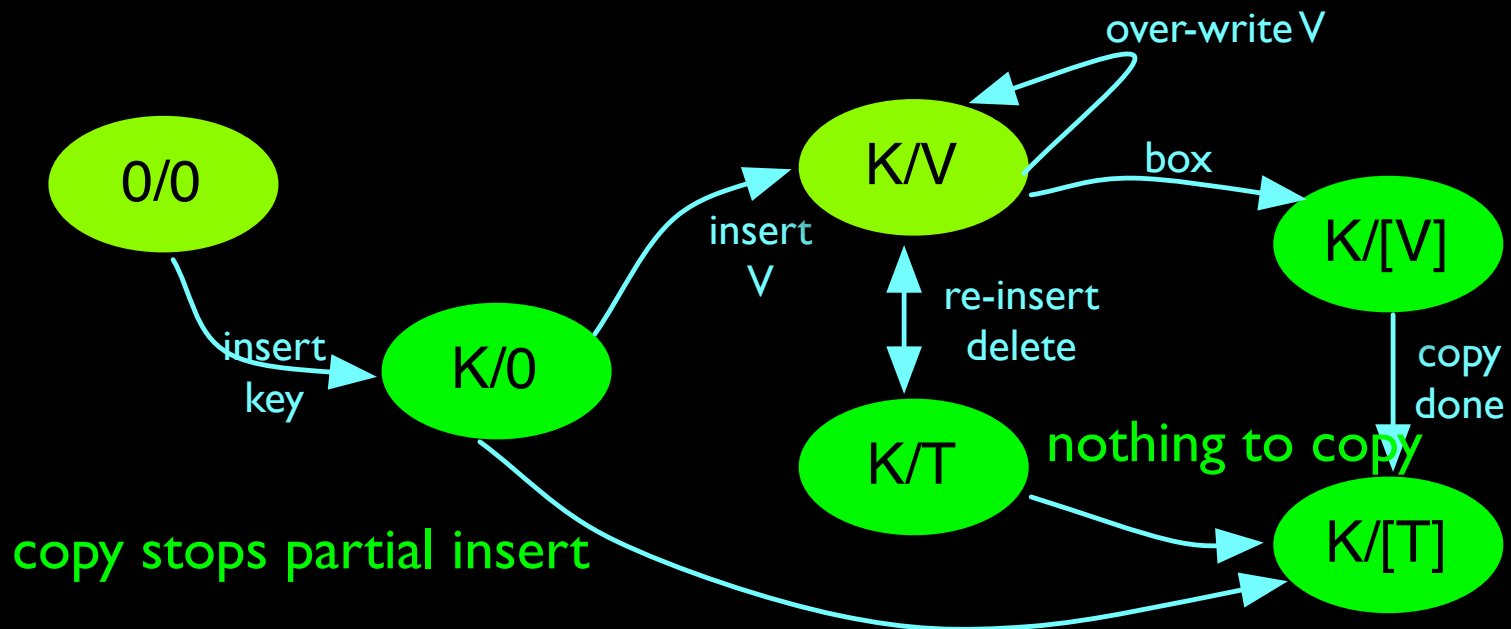 over-write V
0/0
K/V
box
insert
V
K/[V]
re-insert
delete
insert
key
K/0
copy
done
K/T
nothing to copy
copy stops partial insert
K/[T]